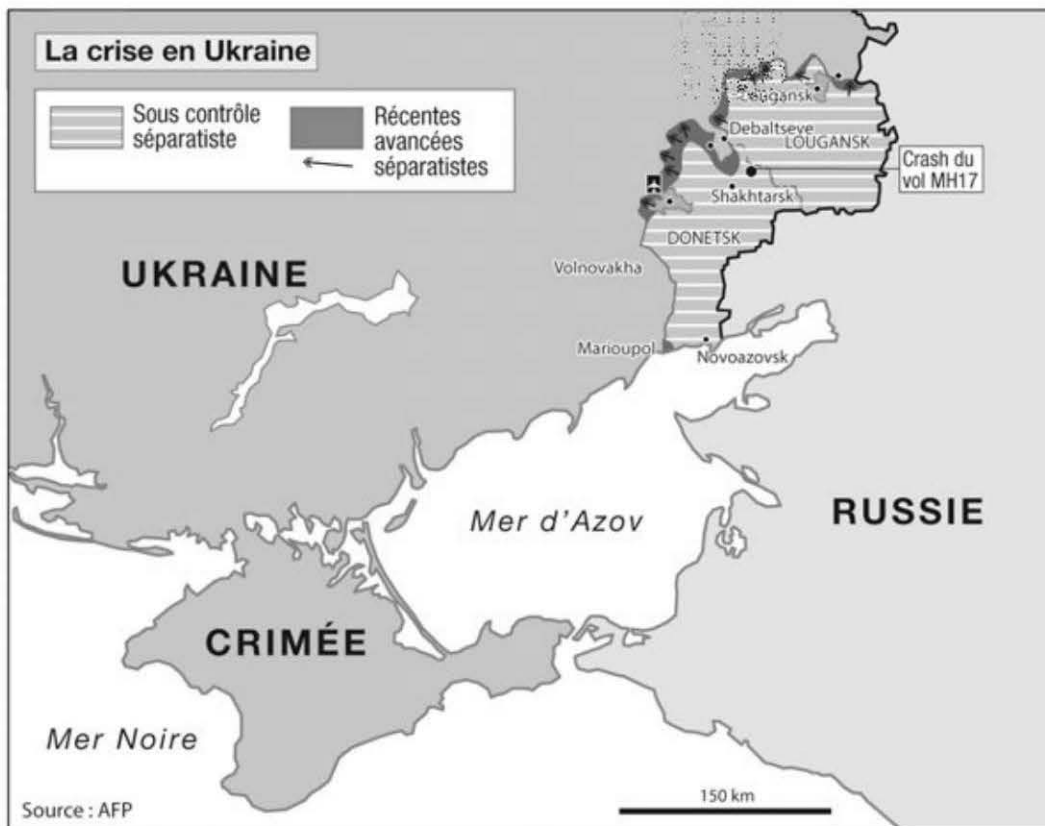 La crise en Ukraine
Sous contrôle
séparatiste
Récentes
avancées
séparatistes
Lougansk
Debaltseve
LOUGANSK
Crash du
vol MH17
Shakhtarsk
DONETSK
UKRAINE
Volnovakha
Marioupol
Novoazovsk
Mer d'Azov
RUSSIE
CRIMÉE
Mer Noire
Source : AFP
150 km